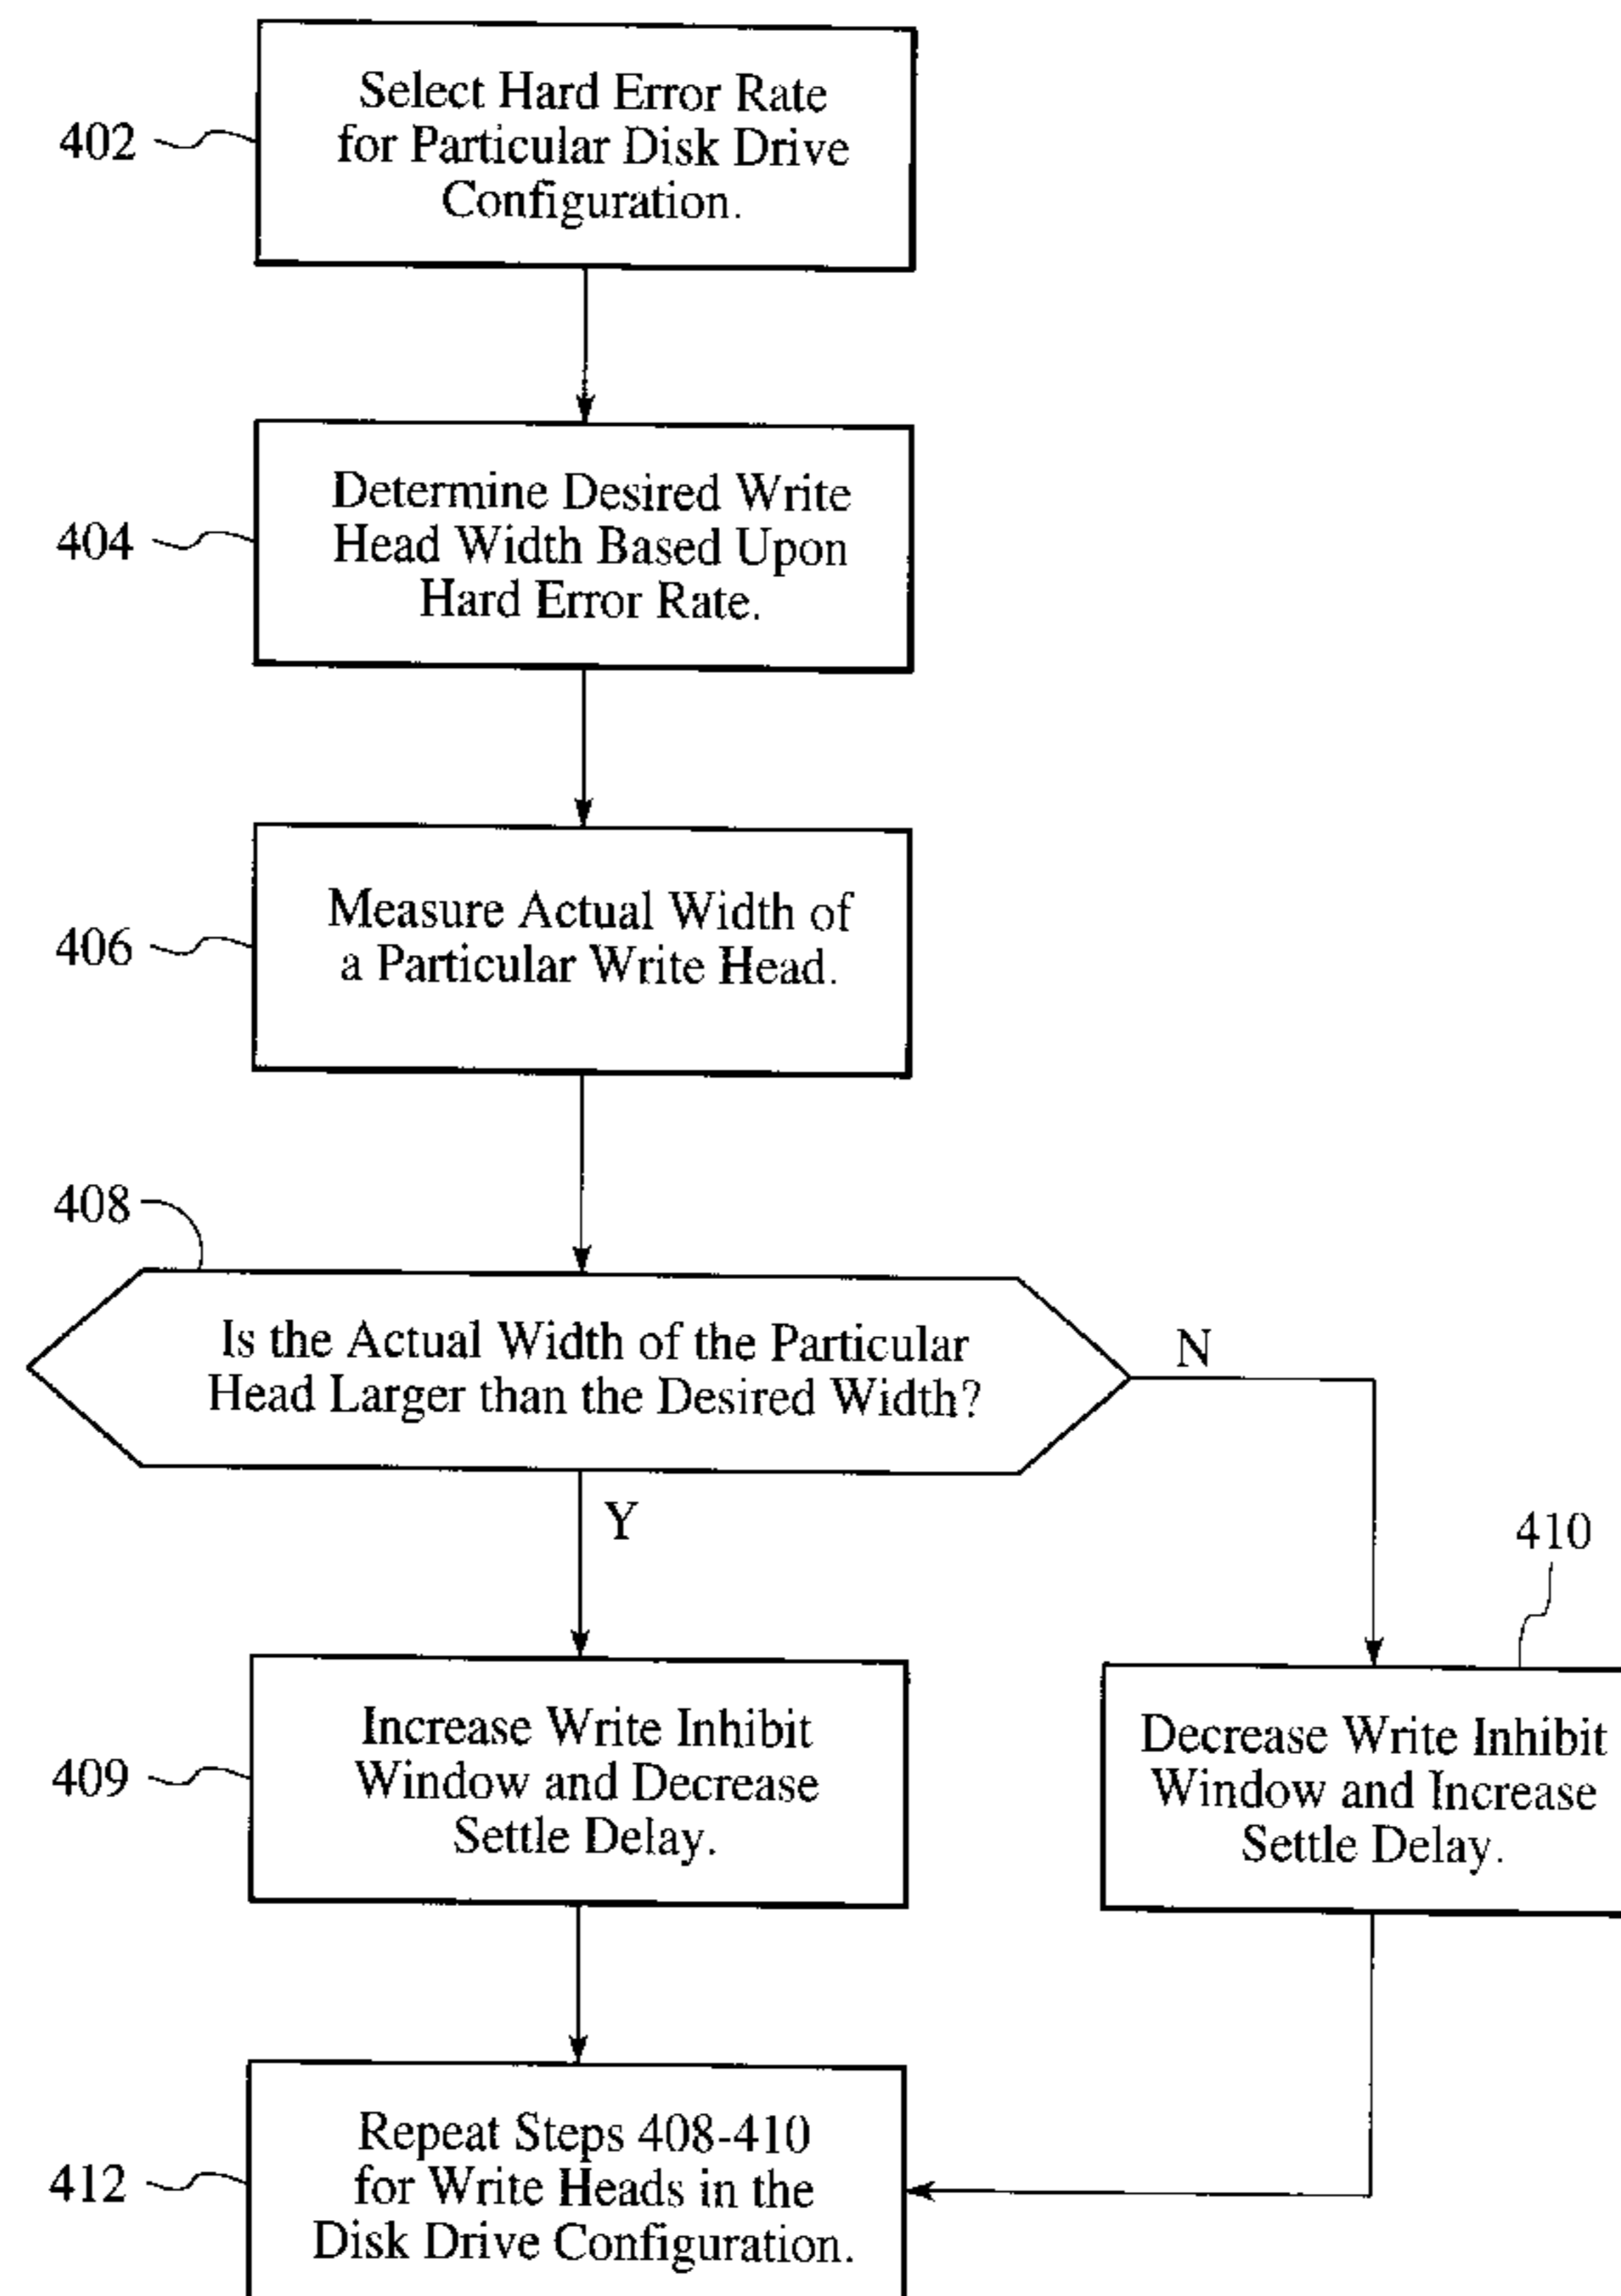 402
Select Hard Error Rate
for Particular Disk Drive
Configuration.
404
Determine Desired Write
Head Width Based Upon
Hard Error Rate.
406
Measure Actual Width of
a Particular Write Head.
408
Is the Actual Width of the Particular
Head Larger than the Desired Width?
N
Y
410
409
Increase Write Inhibit
Window and Decrease
Settle Delay.
Decrease Write Inhibit
Window and Increase
Settle Delay.
412
Repeat Steps 408-410
for Write Heads in the
Disk Drive Configuration.